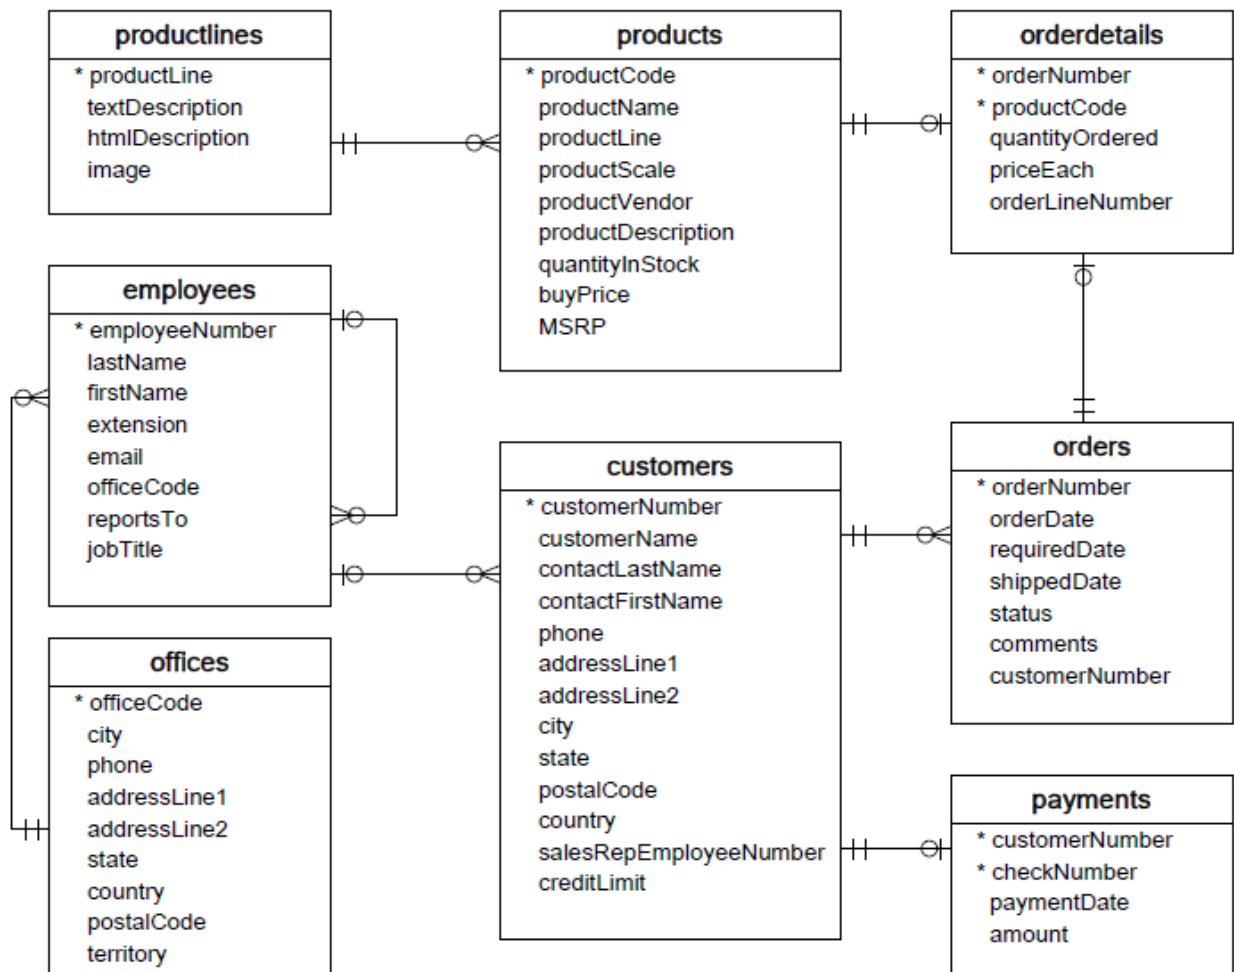 productlines
* productLine
textDescription
htmlDescription
image
products
* productCode
productName
productLine
productScale
productVendor
productDescription
quantityInStock
buyPrice
MSRP
orderdetails
* orderNumber
* productCode
quantityOrdered
priceEach
orderLineNumber
employees
* employeeNumber
lastName
firstName
extension
email
officeCode
reportsTo
jobTitle
customers
* customerNumber
customerName
contactLastName
contactFirstName
phone
addressLine1
addressLine2
city
state
postalCode
country
salesRepEmployeeNumber
creditLimit
orders
* orderNumber
orderDate
requiredDate
shippedDate
status
comments
customerNumber
offices
* officeCode
city
phone
addressLine1
addressLine2
state
country
postalCode
territory
payments
* customerNumber
* checkNumber
paymentDate
amount